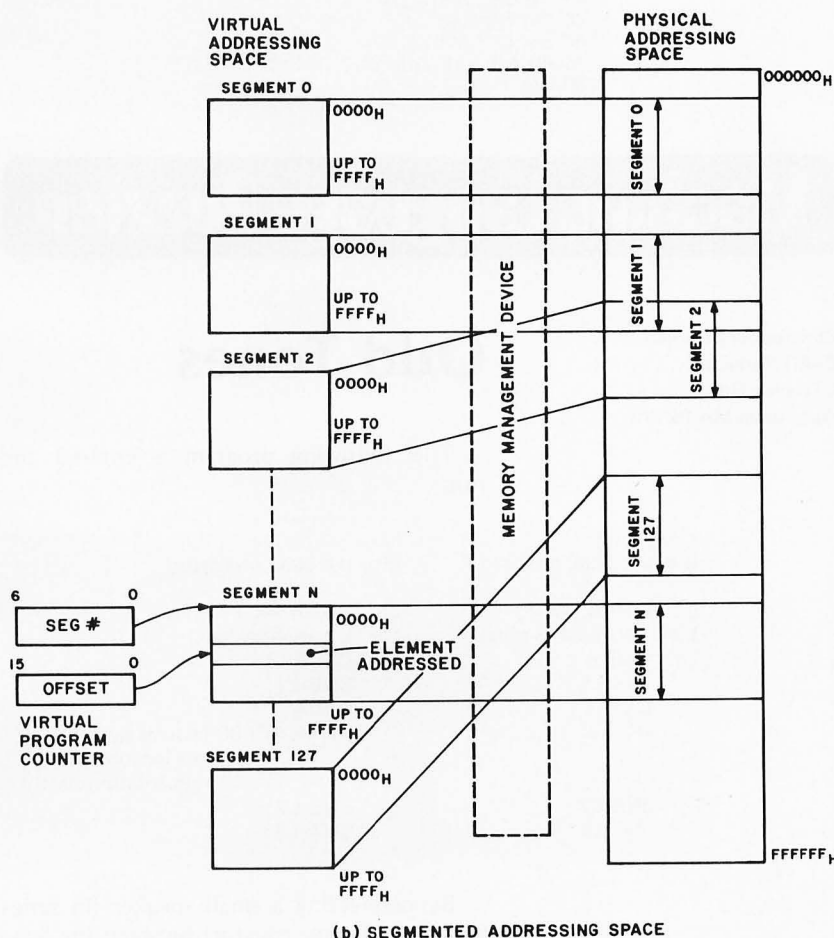 VIRTUAL
ADDRESSING
SPACE
PHYSICAL
ADDRESSING
SPACE
SEGMENT 0
0000H
UP TO
FFFFH
000000H
SEGMENT 0
SEGMENT 1
0000H
UP TO
FFFFH
SEGMENT 1
MEMORY MANAGEMENT DEVICE
SEGMENT 2
0000H
UP TO
FFFFH
SEGMENT 2
SEGMENT
127
6 0
SEG #
15 0
OFFSET
VIRTUAL
PROGRAM
COUNTER
SEGMENT N
0000H
ELEMENT
ADDRESSED
UP TO
FFFFH
SEGMENT N
SEGMENT 127
0000H
UP TO
FFFFH
FFFFFFH
(b) SEGMENTED ADDRESSING SPACE